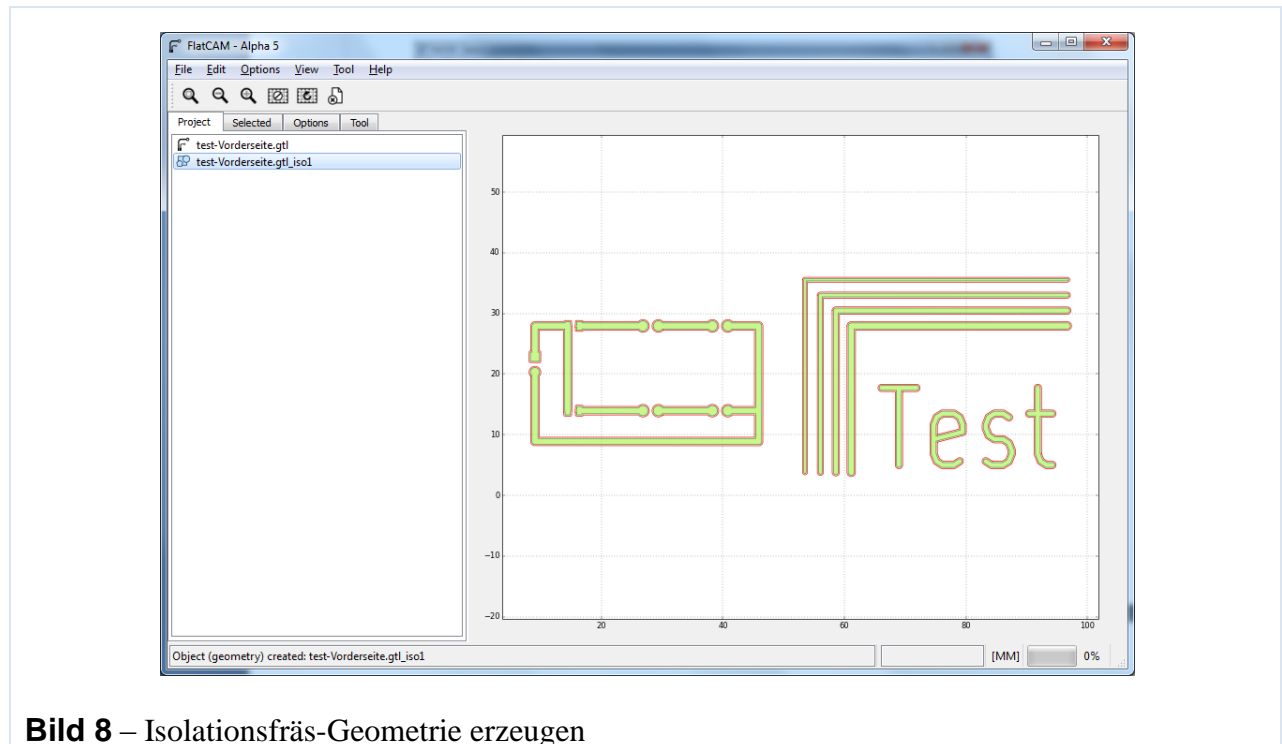 FlatCAM - Alpha 5
File Edit Options View Tool Help
Project Selected Options Tool
test-Vorderseite.gtl
test-Vorderseite.gtl_iso1
50
40
30
20
10
0
−10
−20
20 40 60 80 100
Test
Object (geometry) created: test-Vorderseite.gtl_iso1
[MM] 0%
Bild 8 – Isolationsfräs-Geometrie erzeugen